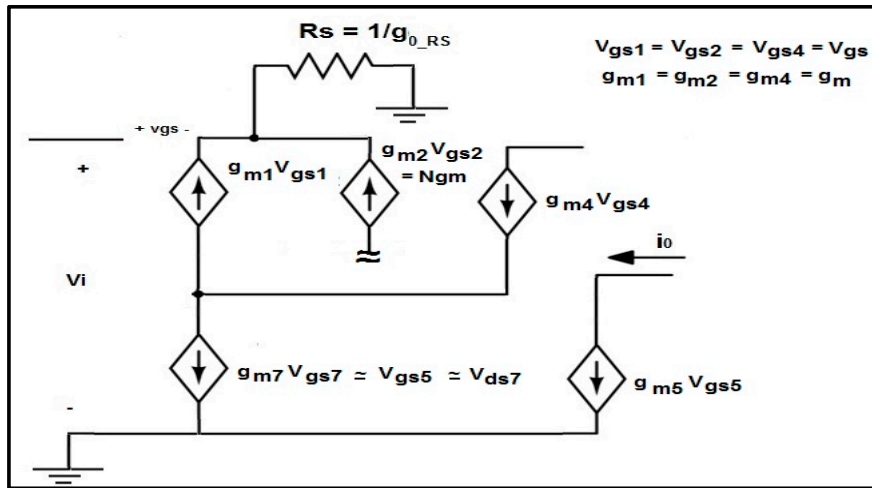 Rs = 1/g0_RS
Vgs1 = Vgs2 = Vgs4 = Vgs
gm1 = gm2 = gm4 = gm
+ vgs -
+
gm1Vgs1
gm2Vgs2
= Ngm
gm4Vgs4
i0
Vi
≈
gm7Vgs7 ≃ Vgs5 ≃ Vds7
gm5Vgs5
-